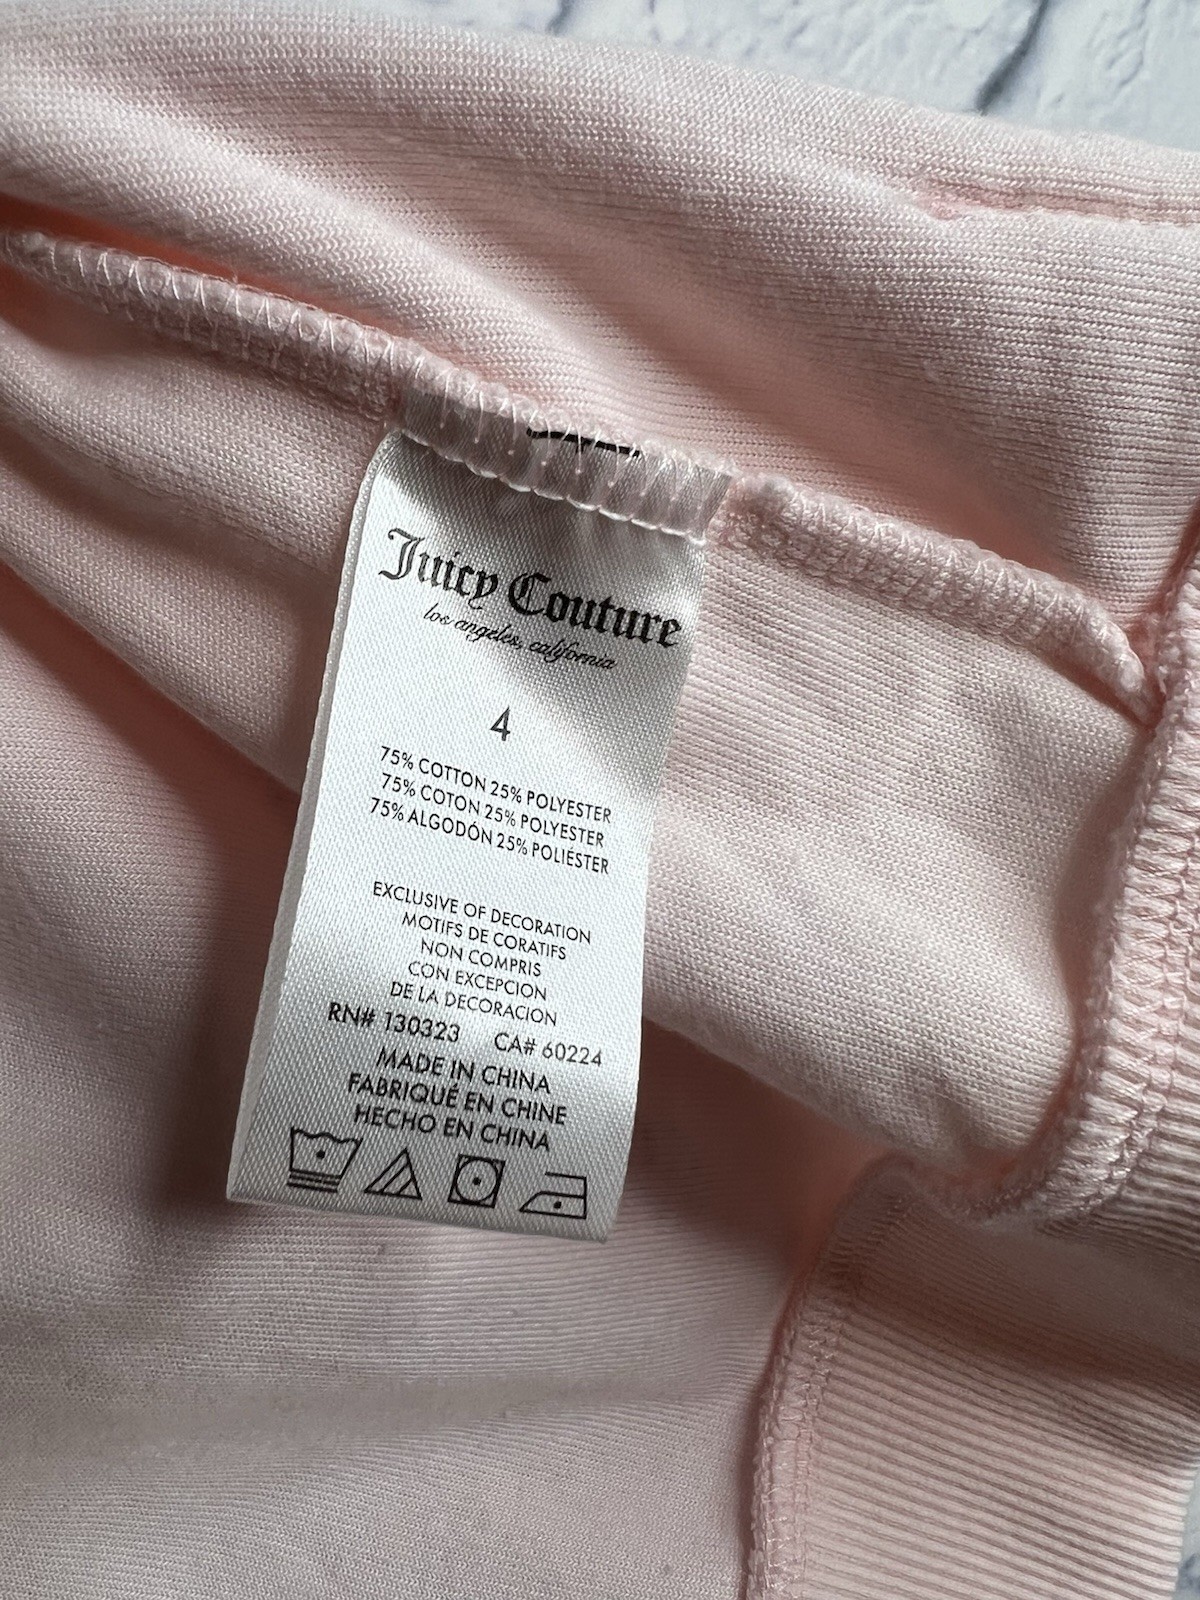 Juicy Couture
los angeles, california
4
75% COTTON 25% POLYESTER
75% COTON 25% POLYESTER
75% ALGODÓN 25% POLIÉSTER
EXCLUSIVE OF DECORATION
MOTIFS DE CORATIFS
NON COMPRIS
CON EXCEPCION
DE LA DECORACION
RN# 130323 CA# 60224
MADE IN CHINA
FABRIQUÉ EN CHINE
HECHO EN CHINA